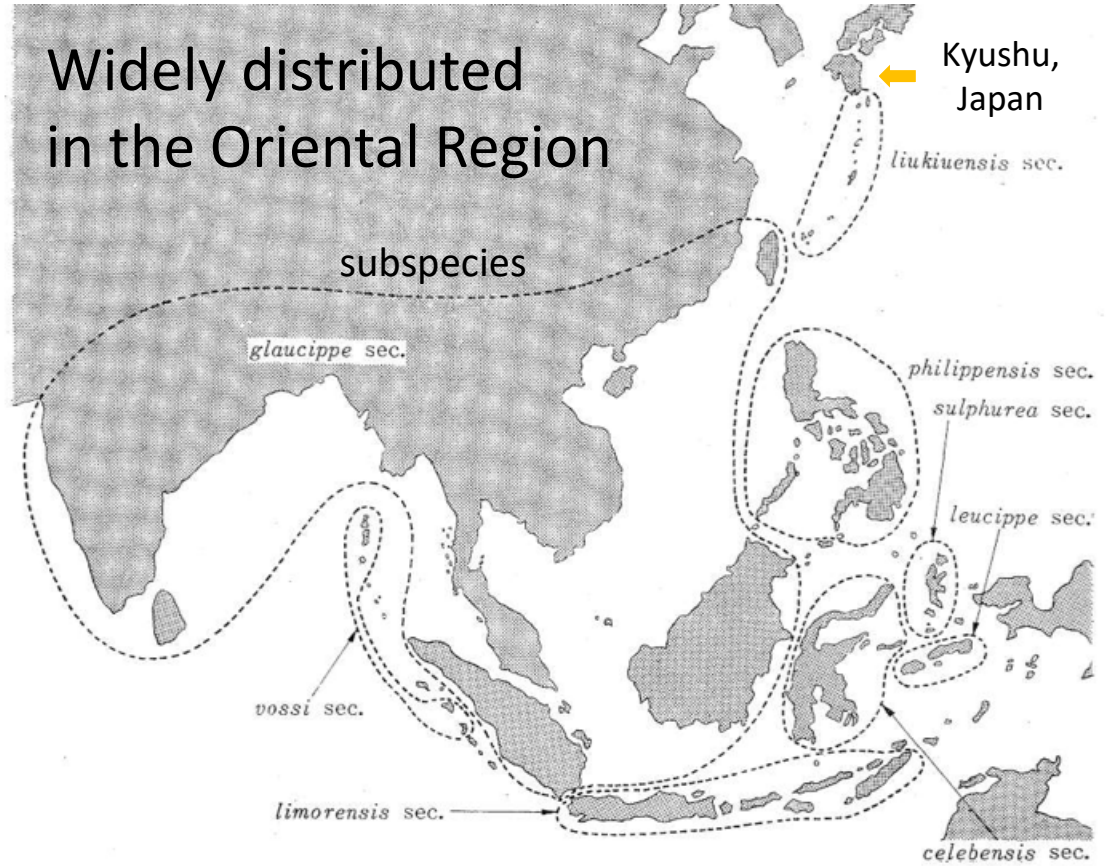 Widely distributed
in the Oriental Region
Kyushu,
Japan
liukiuensis sec.
subspecies
glaucippe sec.
philippensis sec.
sulphurea sec.
leucippe sec.
vossi sec.
limorensis sec.
celebensis sec.